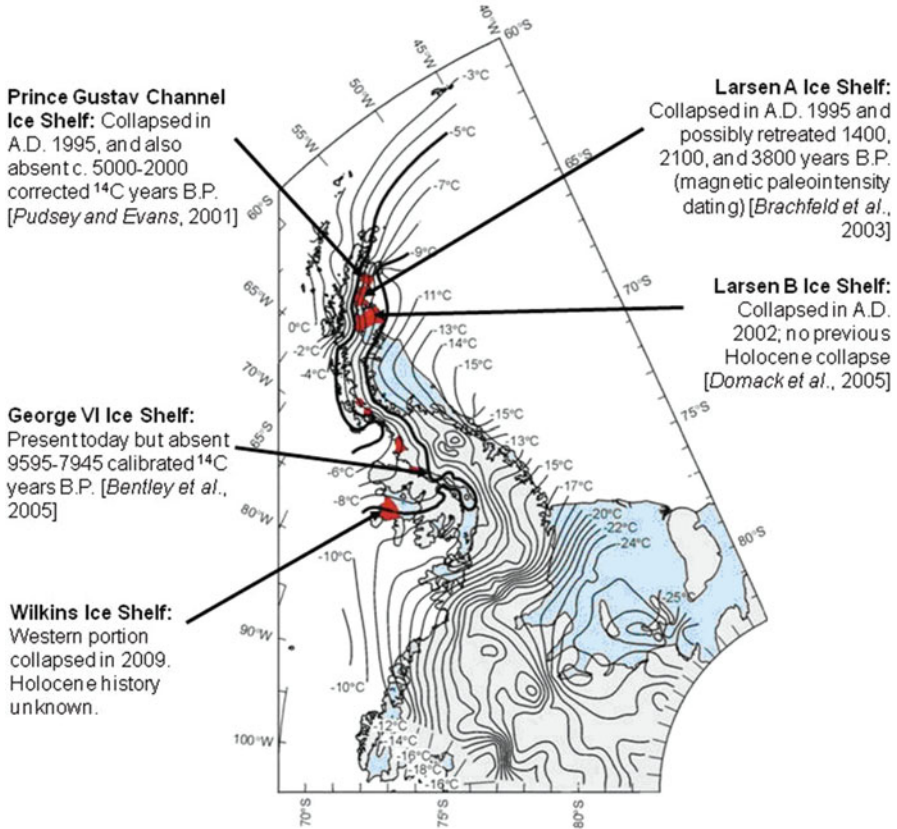 Prince Gustav Channel
Ice Shelf: Collapsed in
A.D. 1995, and also
absent c. 5000-2000
corrected ¹⁴C years B.P.
[Pudsey and Evans, 2001]
George VI Ice Shelf:
Present today but absent
9595-7945 calibrated ¹⁴C
years B.P. [Bentley et al.,
2005]
Wilkins Ice Shelf:
Western portion
collapsed in 2009.
Holocene history
unknown.
Larsen A Ice Shelf:
Collapsed in A.D. 1995 and
possibly retreated 1400,
2100, and 3800 years B.P.
(magnetic paleointensity
dating) [Brachfeld et al.,
2003]
Larsen B Ice Shelf:
Collapsed in A.D.
2002; no previous
Holocene collapse
[Domack et al., 2005]
40°W
60°S
45°W
50°W
55°W
60°S
65°W
70°W
65°S
80°W
90°W
100°W
65°S
70°S
75°S
80°S
70°S
75°S
80°S
-3°C
-5°C
-7°C
-9°C
-11°C
-13°C
-14°C
-15°C
0°C
-2°C
-4°C
-15°C
-13°C
15°C
-17°C
-6°C
-8°C
-20°C
-22°C
-24°C
-25°C
-10°C
-10°C
-12°C
-14°C
-16°C
-18°C
-16°C